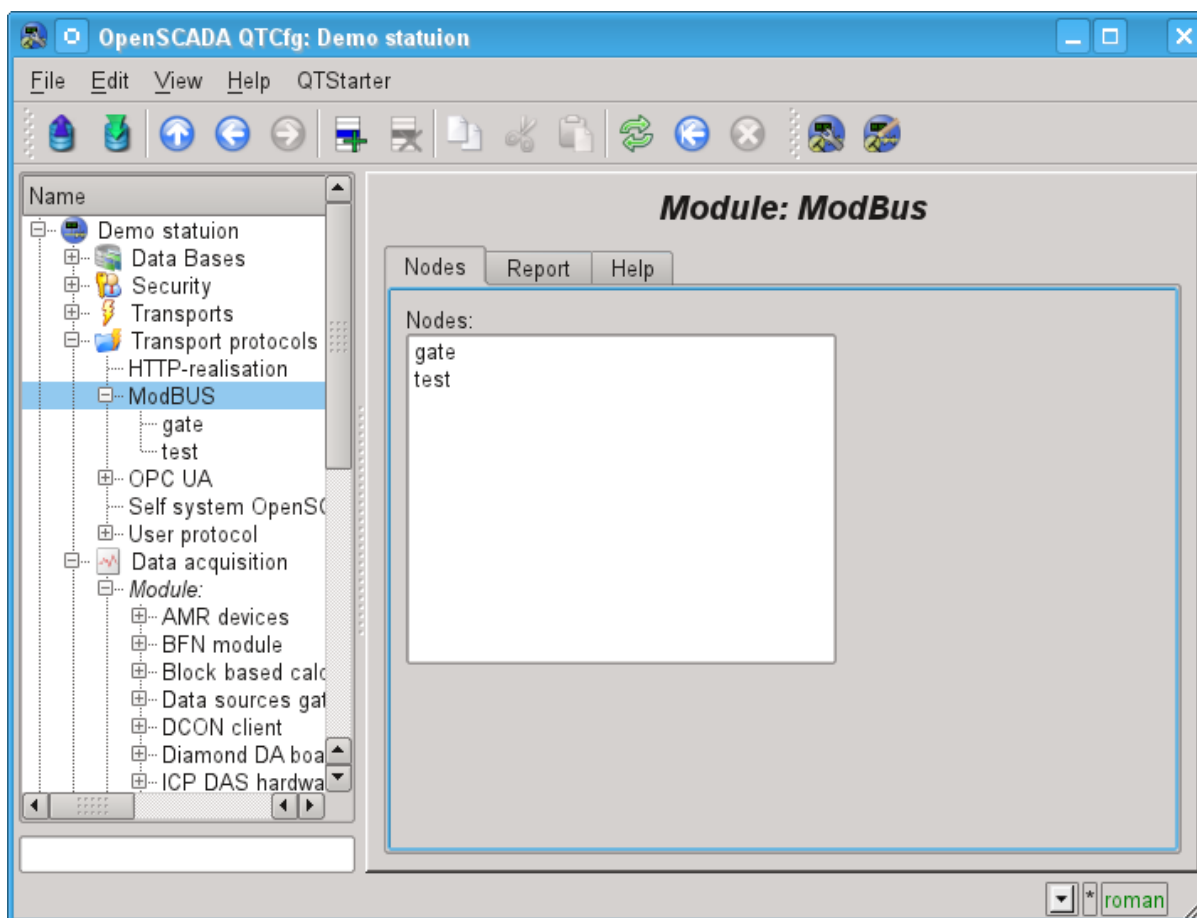 OpenSCADA QTCfg: Demo statuion
File Edit View Help QTStarter
Name
Demo statuion
Data Bases
Security
Transports
Transport protocols
HTTP-realisation
ModBUS
gate
test
OPC UA
Self system OpenSC
User protocol
Data acquisition
Module:
AMR devices
BFN module
Block based calc
Data sources gat
DCON client
Diamond DA boa
ICP DAS hardwa
Module: ModBus
Nodes Report Help
Nodes:
gate
test
* roman